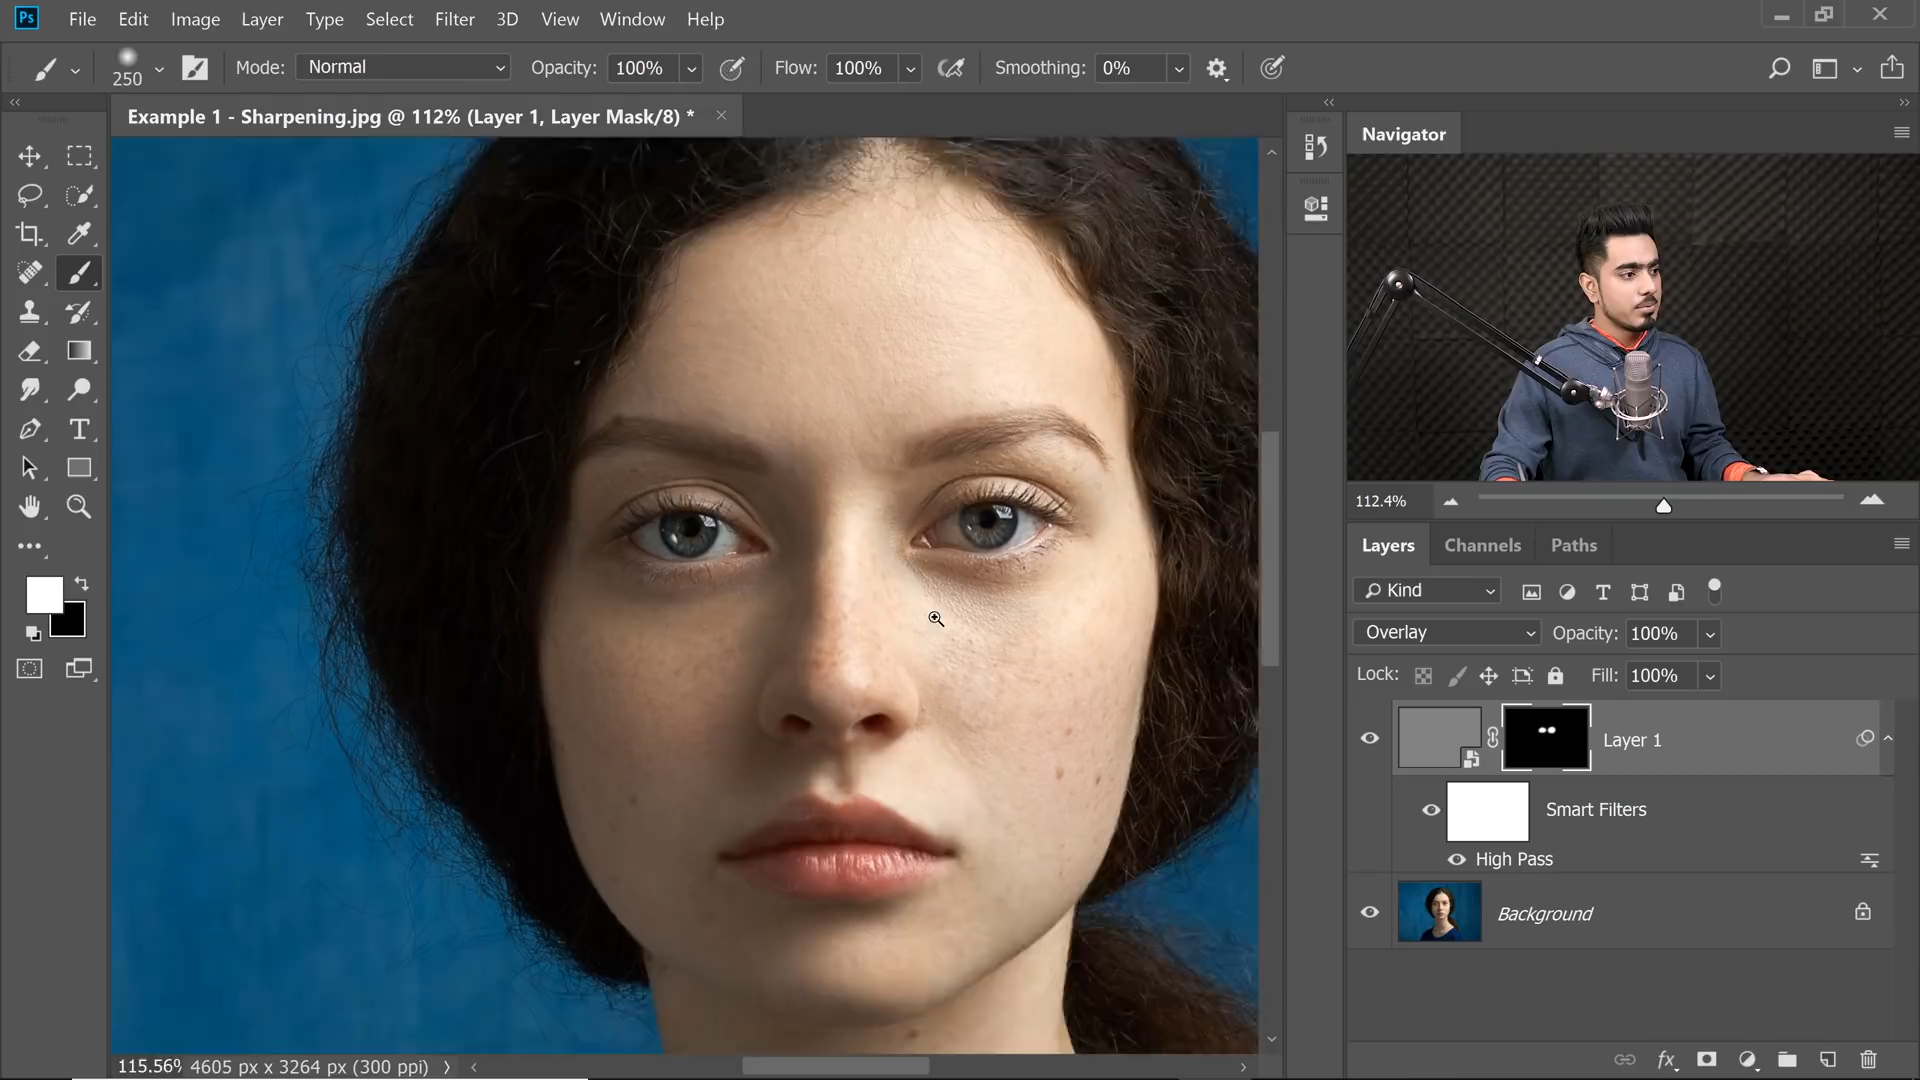 Ps File Edit Image Layer Type Select Filter 3D View Window Help
250 Mode: Normal Opacity: 100% Flow: 100% Smoothing: 0%
Example 1 - Sharpening.jpg @ 112% (Layer 1, Layer Mask/8) *
Navigator
112.4%
Layers Channels Paths
Kind
Overlay Opacity: 100%
Lock: Fill: 100%
Layer 1
Smart Filters
High Pass
Background
fx
115.56% 4605 px x 3264 px (300 ppi)